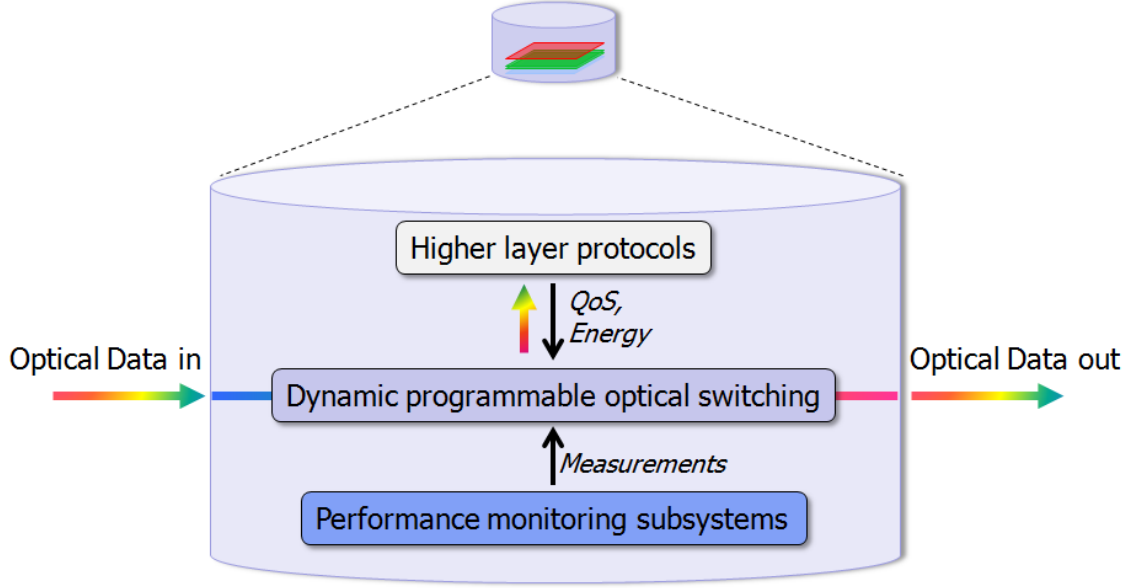 Higher layer protocols
QoS,
Energy
Optical Data in
Optical Data out
Dynamic programmable optical switching
Measurements
Performance monitoring subsystems